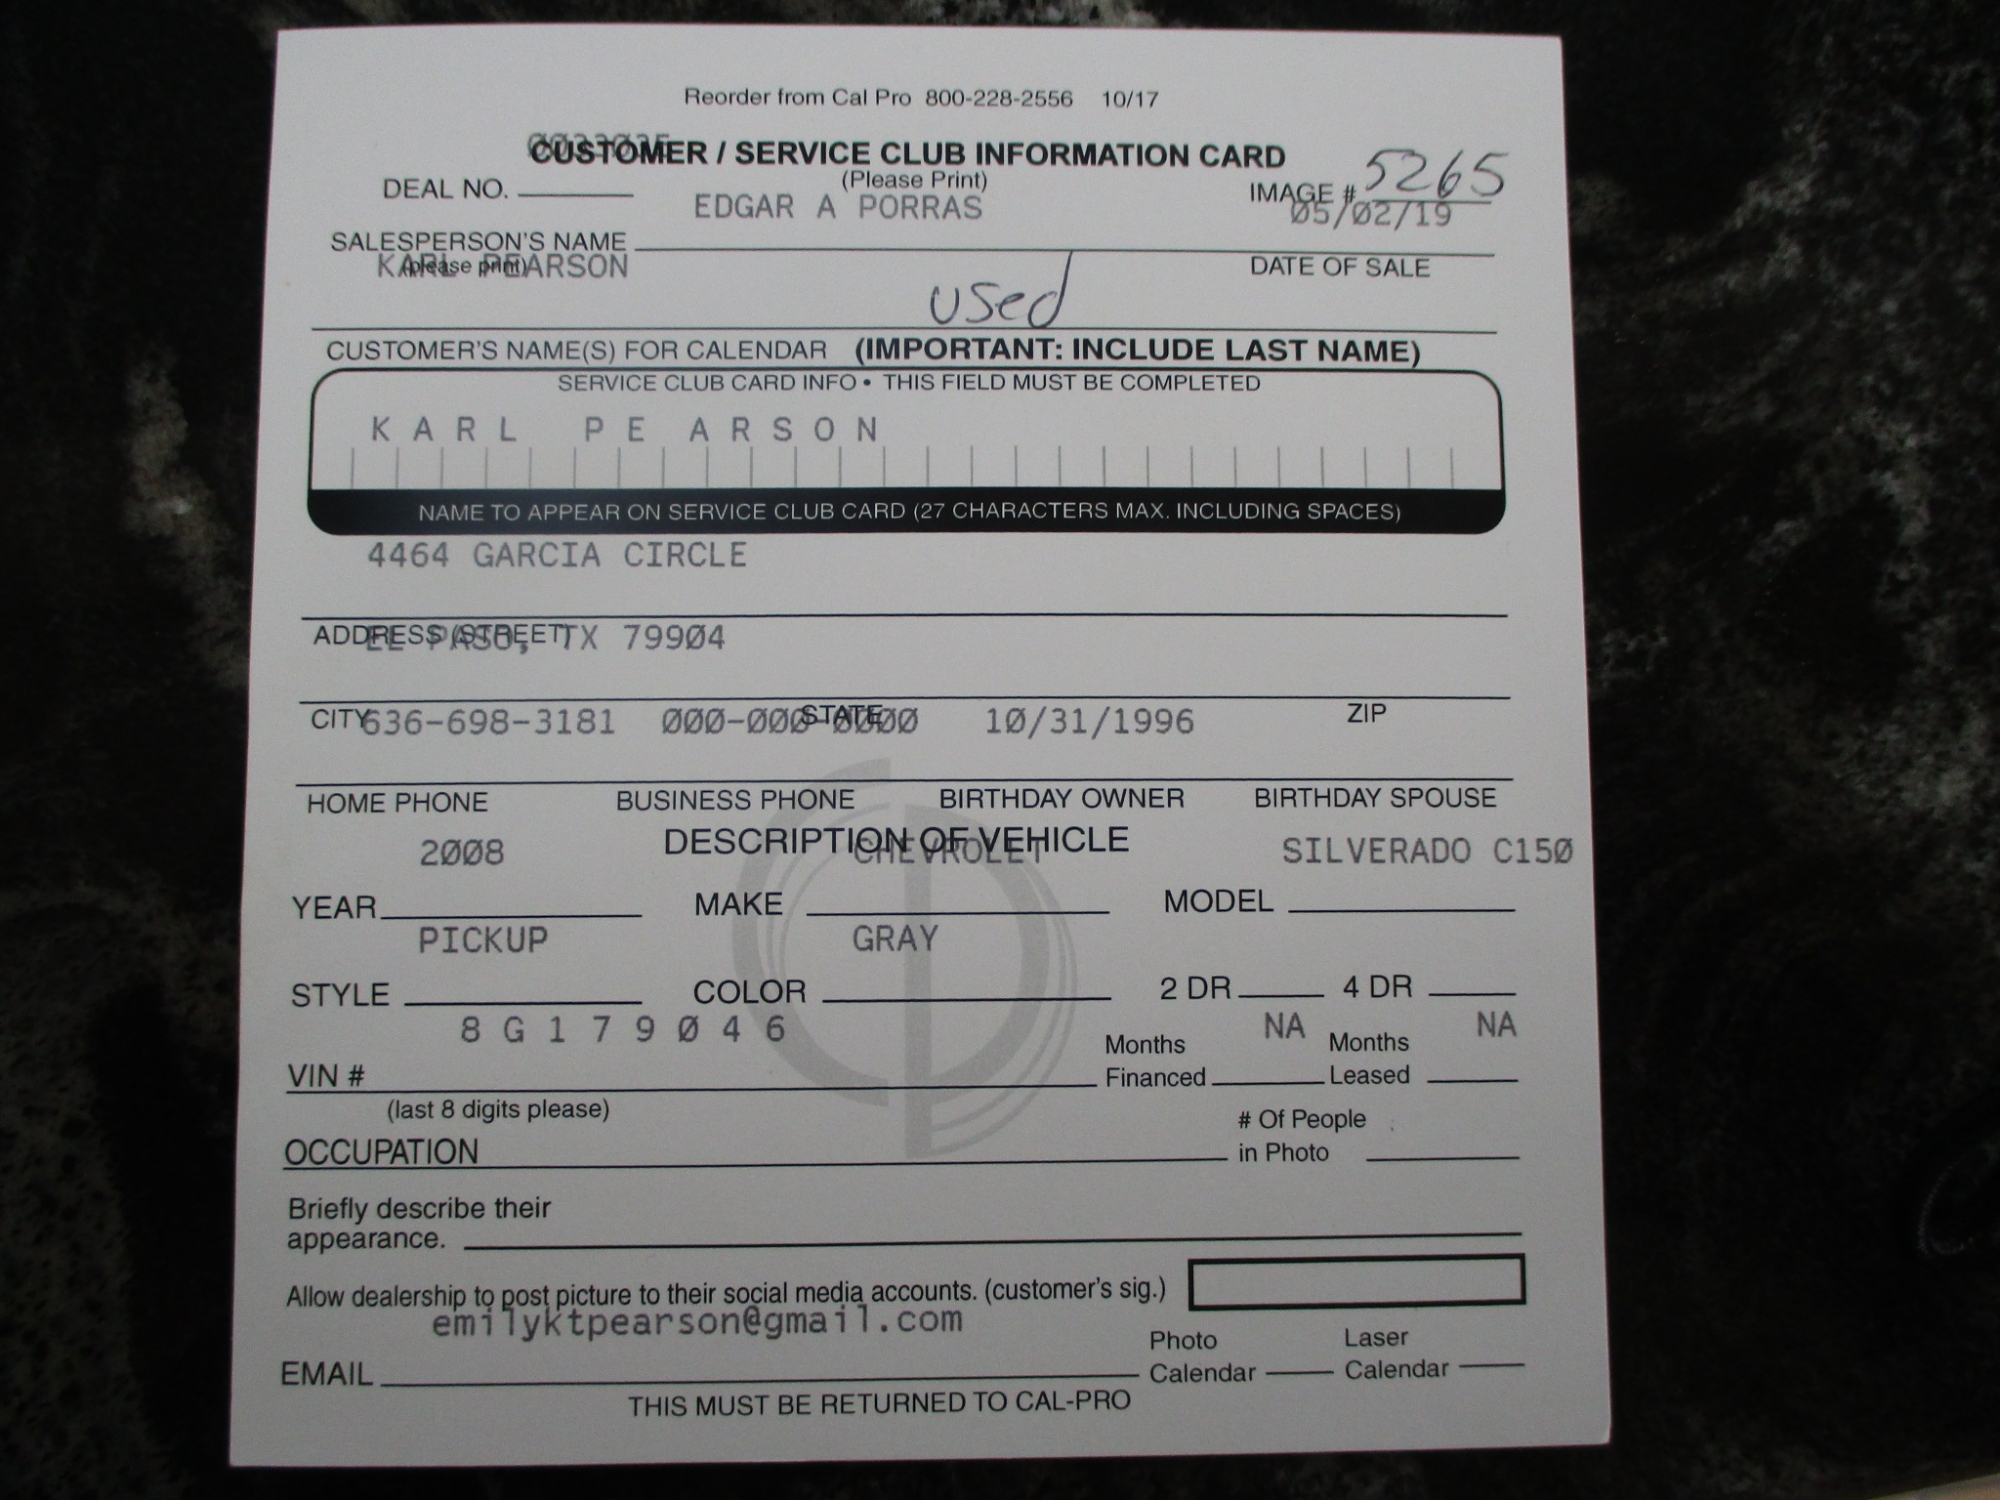 Reorder from Cal Pro 800-228-2556 10/17
CUSTOMER / SERVICE CLUB INFORMATION CARD
(Please Print)
DEAL NO.
IMAGE # 5265
EDGAR A PORRAS
05/02/19
SALESPERSON'S NAME
(please print)
KARL PEARSON
DATE OF SALE
used
CUSTOMER'S NAME(S) FOR CALENDAR (IMPORTANT: INCLUDE LAST NAME)
SERVICE CLUB CARD INFO • THIS FIELD MUST BE COMPLETED
KARL PEARSON
NAME TO APPEAR ON SERVICE CLUB CARD (27 CHARACTERS MAX. INCLUDING SPACES)
4464 GARCIA CIRCLE
ADDRESS (STREET)
EL PASO, TX 79904
CITY STATE ZIP
636-698-3181 000-000-0000 10/31/1996
HOME PHONE BUSINESS PHONE BIRTHDAY OWNER BIRTHDAY SPOUSE
DESCRIPTION OF VEHICLE
2008 CHEVROLET SILVERADO C150
YEAR MAKE MODEL
PICKUP GRAY
STYLE COLOR 2 DR 4 DR
8G179046 NA NA
VIN # Months Financed Months Leased
(last 8 digits please)
OCCUPATION # Of People in Photo
Briefly describe their
appearance.
Allow dealership to post picture to their social media accounts. (customer's sig.)
emilyktpearson@gmail.com
EMAIL Photo Calendar Laser Calendar
THIS MUST BE RETURNED TO CAL-PRO